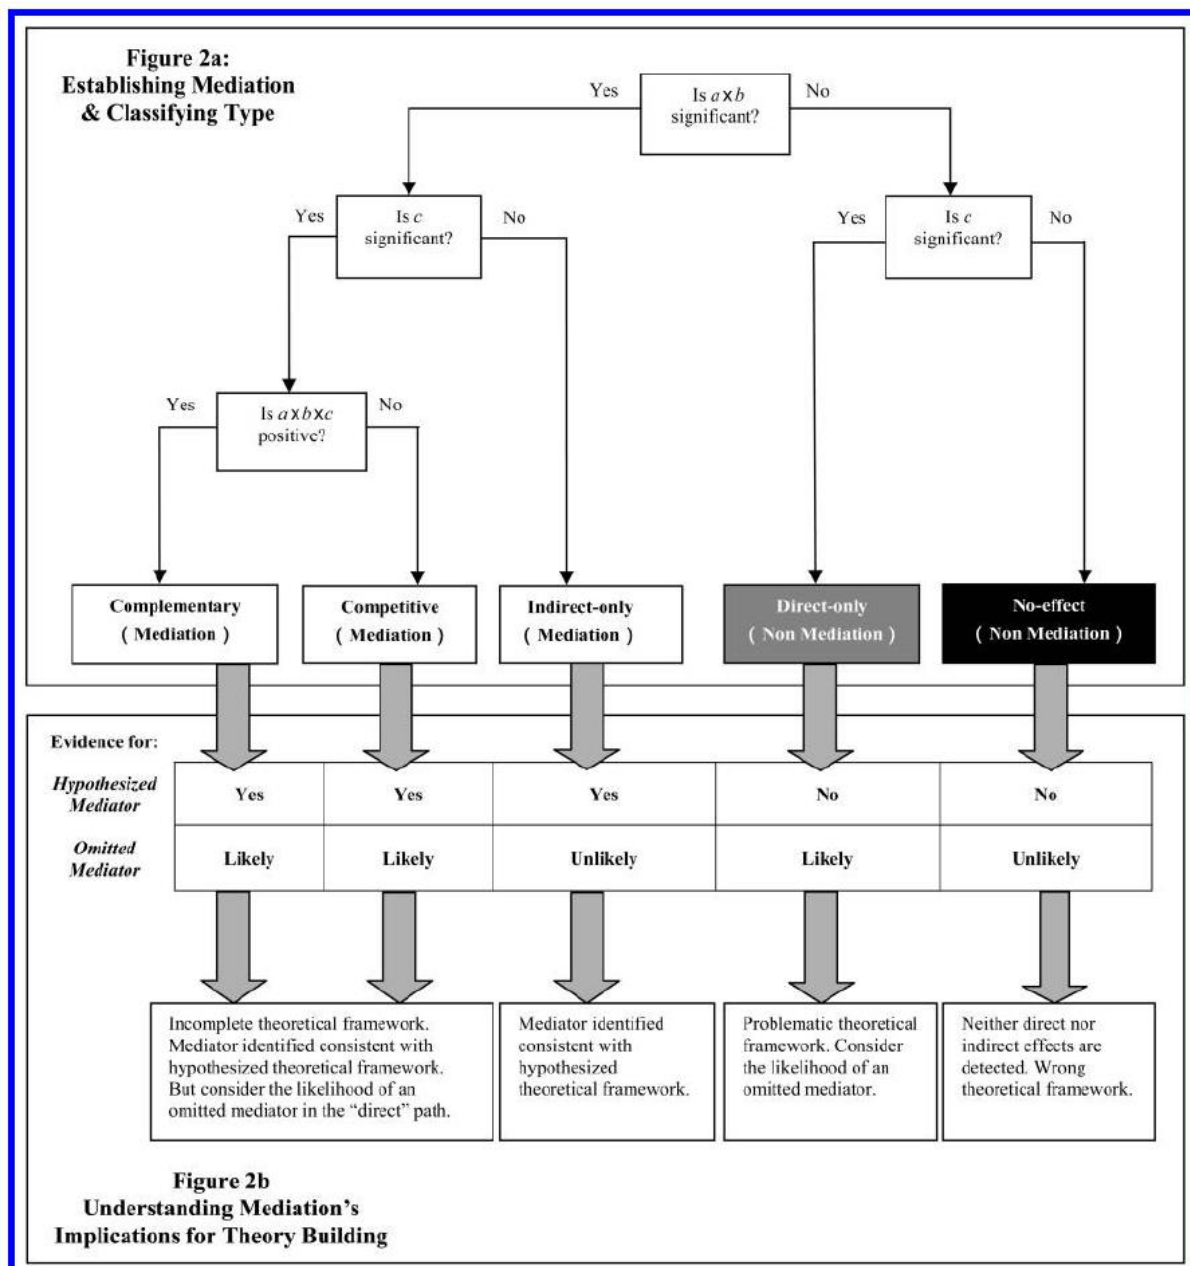 Figure 2a:
Establishing Mediation
& Classifying Type
Is a x b
significant?
Yes
No
Is c
significant?
Yes
No
Is c
significant?
Yes
No
Is a x b x c
positive?
Yes
No
Complementary
( Mediation )
Competitive
( Mediation )
Indirect-only
( Mediation )
Direct-only
( Non Mediation )
No-effect
( Non Mediation )
Evidence for:
Hypothesized
Mediator
Yes
Yes
Yes
No
No
Omitted
Mediator
Likely
Likely
Unlikely
Likely
Unlikely
Incomplete theoretical framework.
Mediator identified consistent with
hypothesized theoretical framework.
But consider the likelihood of an
omitted mediator in the “direct” path.
Mediator identified
consistent with
hypothesized
theoretical framework.
Problematic theoretical
framework. Consider
the likelihood of an
omitted mediator.
Neither direct nor
indirect effects are
detected. Wrong
theoretical framework.
Figure 2b
Understanding Mediation’s
Implications for Theory Building